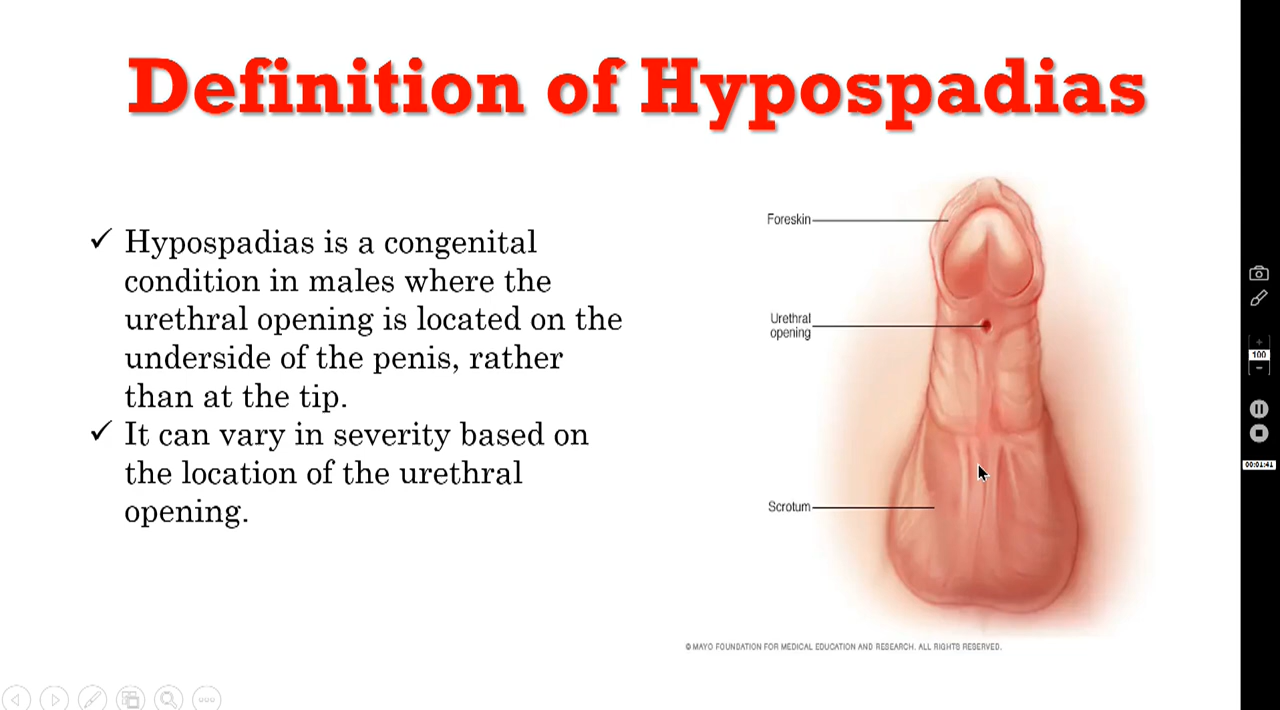 Definition of Hypospadias
✓ Hypospadias is a congenital
condition in males where the
urethral opening is located on the
underside of the penis, rather
than at the tip.
✓ It can vary in severity based on
the location of the urethral
opening.
Foreskin
Urethral
opening
Scrotum
© MAYO FOUNDATION FOR MEDICAL EDUCATION AND RESEARCH. ALL RIGHTS RESERVED.
100
00:01:41